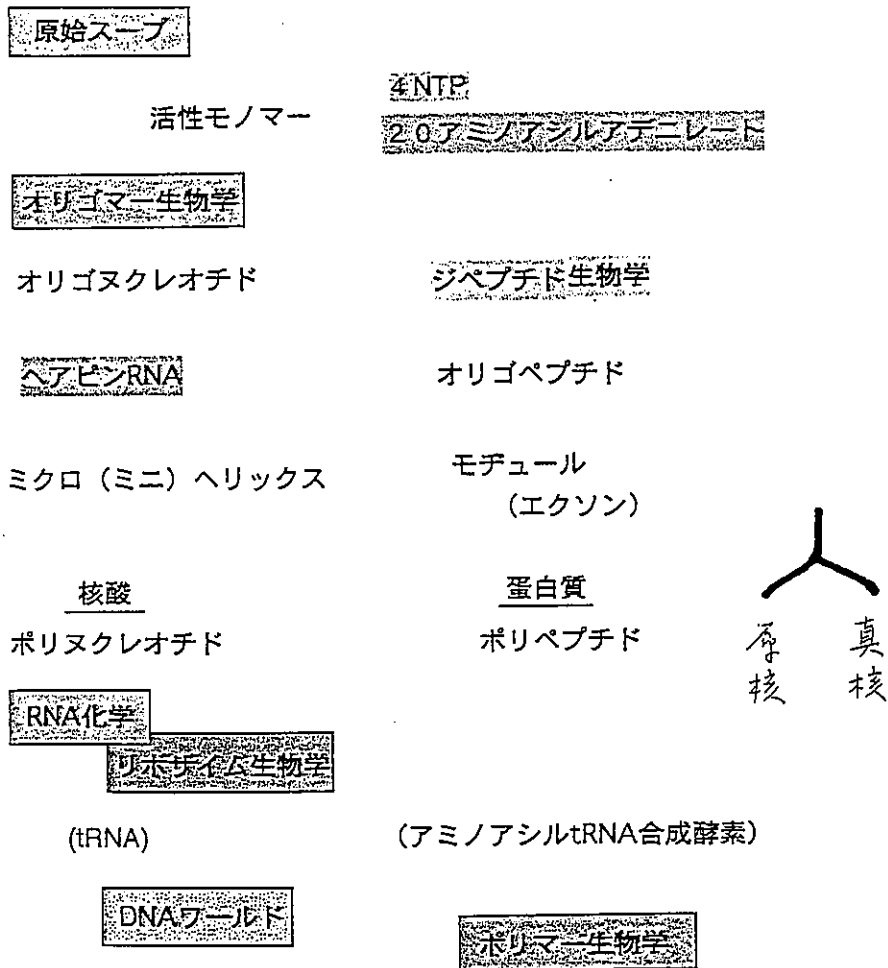 原始スープ
4 NTP
活性モノマー
20アミノアシルアデニレート
オリゴマー生物学
オリゴヌクレオチド
ジペプチド生物学
ヘアピンRNA
オリゴペプチド
ミクロ（ミニ）ヘリックス
モヂュール
（エクソン）
核酸
蛋白質
ポリヌクレオチド
ポリペプチド
原核
真核
RNA化学
リボザイム生物学
(tRNA)
（アミノアシルtRNA合成酵素）
DNAワールド
ポリマー生物学